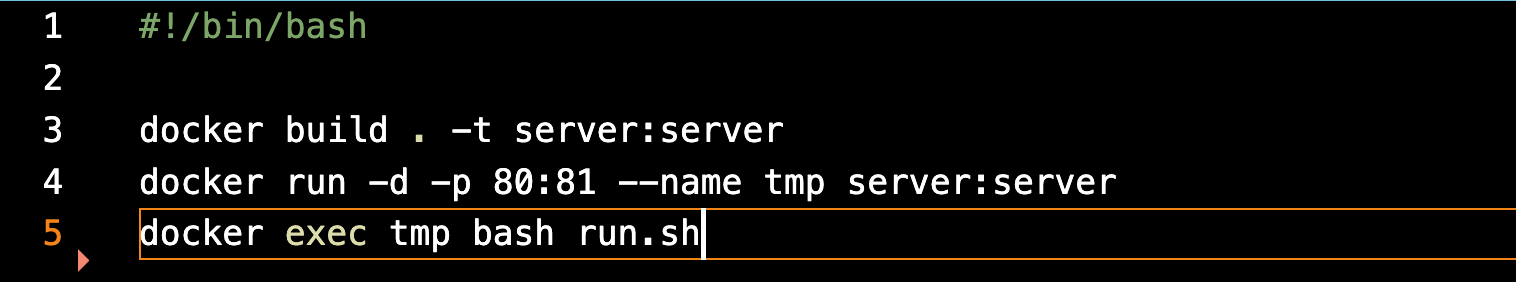 1 #!/bin/bash
2
3 docker build . -t server:server
4 docker run -d -p 80:81 --name tmp server:server
5 docker exec tmp bash run.sh